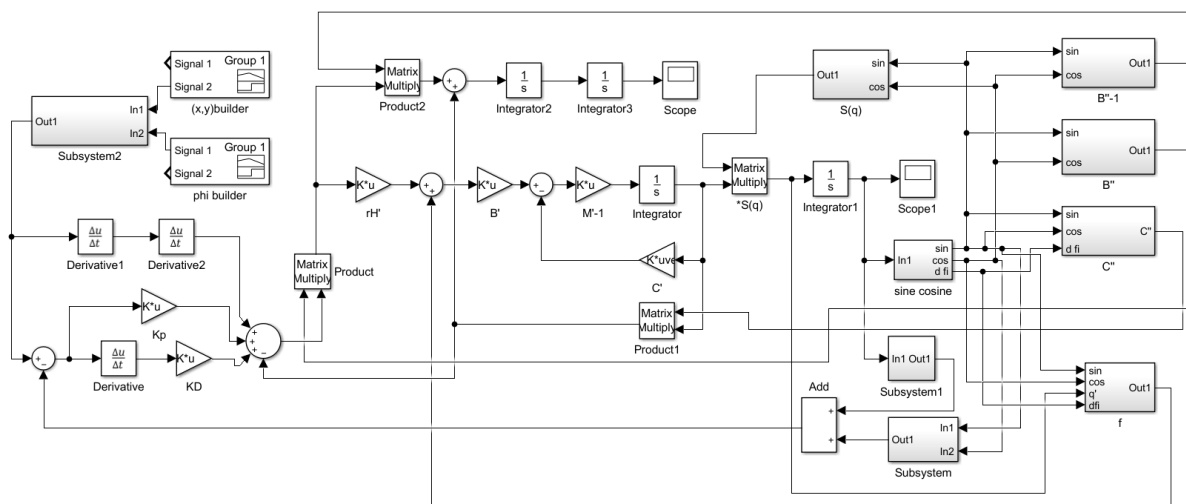 Signal 1 Group 1
Signal 2
(x,y)builder
Out1 In1
In2
Subsystem2
Signal 1 Group 1
Signal 2
phi builder
Matrix
Multiply
Product2
+
+
1
s
Integrator2
1
s
Integrator3
Scope
sin
Out1
cos
S(q)
sin
Out1
cos
B"-1
sin
Out1
cos
B"
K*u
rH'
+
+
K*u
B'
+
−
K*u
M'-1
1
s
Integrator
Matrix
Multiply
*S(q)
1
s
Integrator1
Scope1
sin
cos C"
d fi
C"
Δu
Δt
Derivative1
Δu
Δt
Derivative2
Matrix
Multiply
Product
K*uve
C'
In1 sin
cos
d fi
sine cosine
K*u
Kp
+
+
+ −
Matrix
Multiply
Product1
+
−
Δu
Δt
Derivative
K*u
KD
In1 Out1
Subsystem1
sin
cos Out1
q'
dfi
f
Add
+
+
In1
Out1
In2
Subsystem